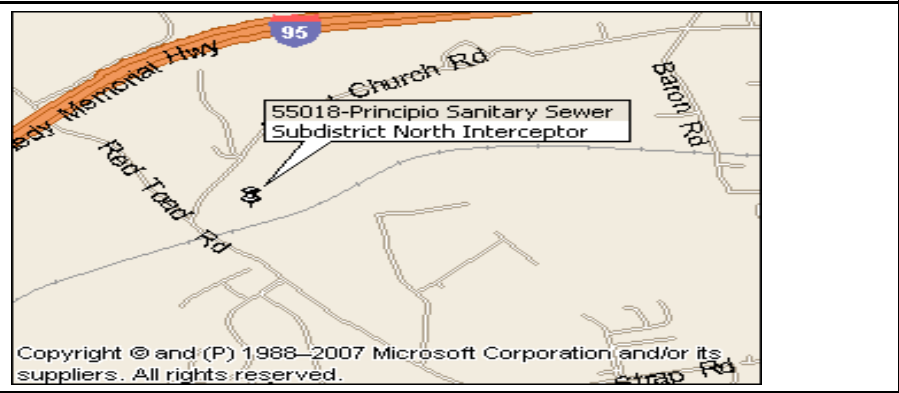 95
edy Memorial Hwy
Church Rd
Baron Rd
55018-Principio Sanitary Sewer
Subdistrict North Interceptor
Red Toad Rd
Copyright © and (P) 1988–2007 Microsoft Corporation and/or its
suppliers. All rights reserved.
Strap Rd